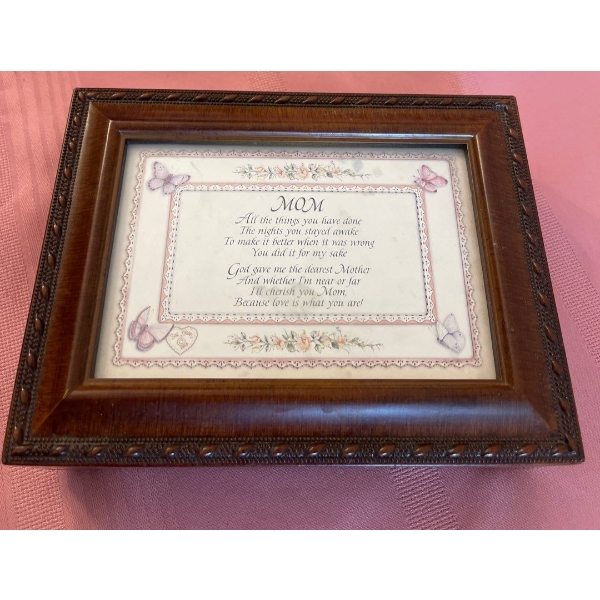 MOM
All the things you have done
The nights you stayed awake
To make it better when it was wrong
You did it for my sake
God gave me the dearest Mother
And whether I'm near or far
I'll cherish you Mom,
Because love is what you are!